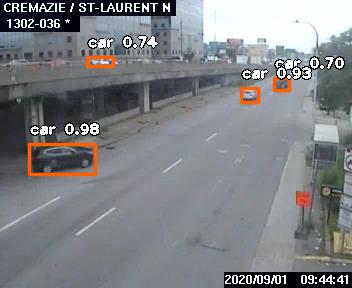 CREMAZIE / ST-LAURENT N
1302-036 *
car 0.74
car 0.70
car 0.93
car 0.98
2020/09/01 09:44:41